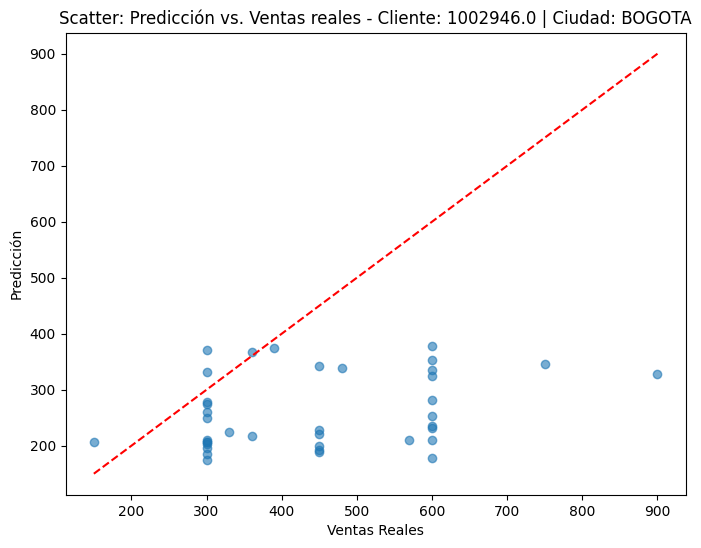 Scatter: Predicción vs. Ventas reales - Cliente: 1002946.0 | Ciudad: BOGOTA
900
800
700
600
500
400
300
200
Predicción
200 300 400 500 600 700 800 900
Ventas Reales